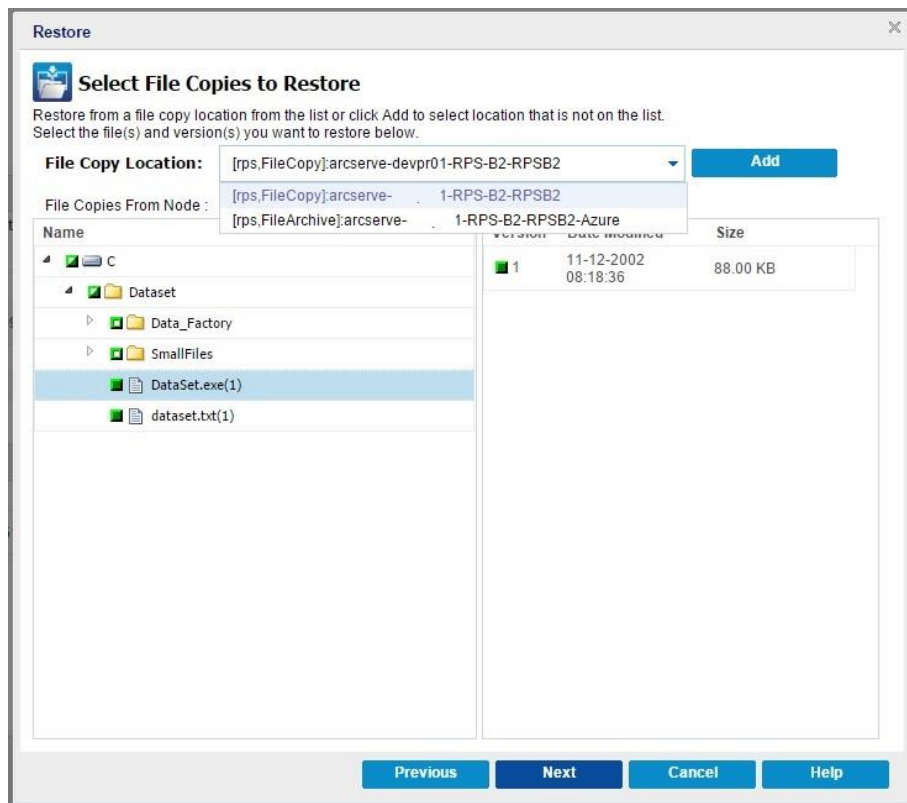 Restore
Select File Copies to Restore
Restore from a file copy location from the list or click Add to select location that is not on the list.
Select the file(s) and version(s) you want to restore below.
File Copy Location: [rps,FileCopy]:arcserve-devpr01-RPS-B2-RPSB2 Add
[rps,FileCopy]:arcserve- . 1-RPS-B2-RPSB2
File Copies From Node :
[rps,FileArchive]:arcserve- . 1-RPS-B2-RPSB2-Azure
Name Version Date Modified Size
C
1 11-12-2002 88.00 KB
08:18:36
Dataset
Data_Factory
SmallFiles
DataSet.exe(1)
dataset.txt(1)
Previous Next Cancel Help